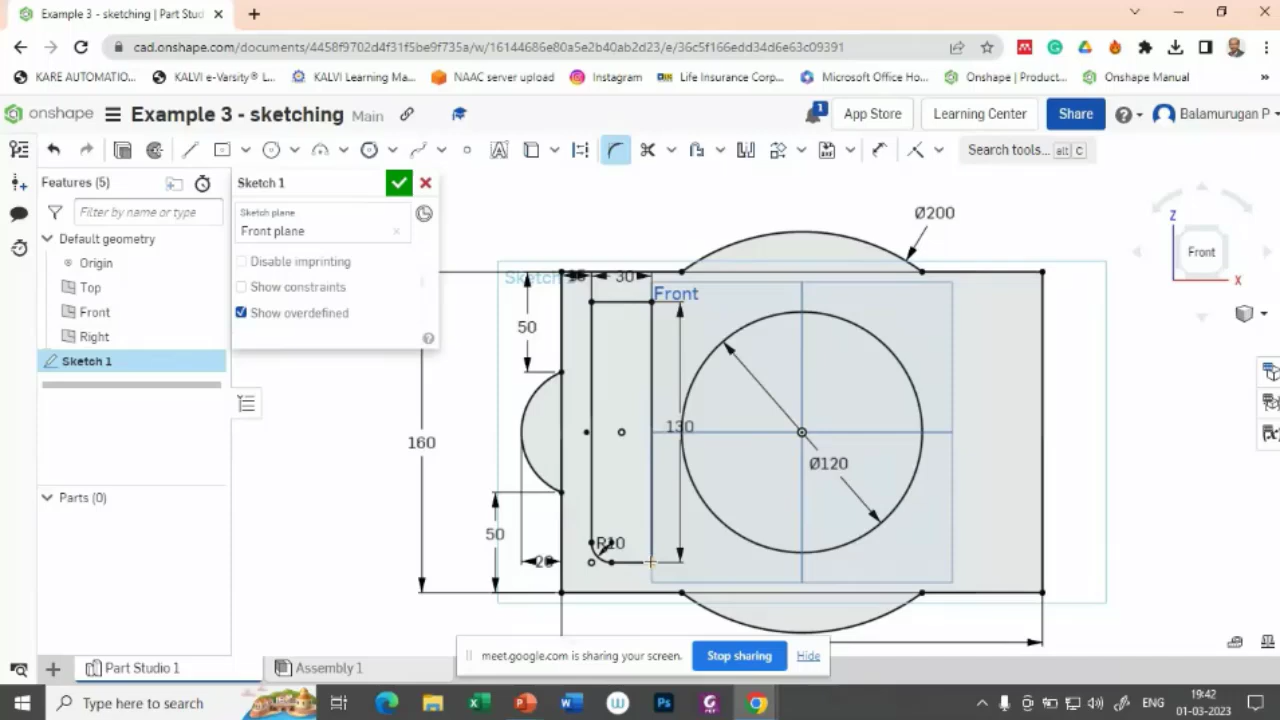 Example 3 - sketching | Part Stud
cad.onshape.com/documents/4458f9702d4f31f5be9f735a/w/16144686e80a5e2b40ab2d23/e/36c5f166edd34d6e63c09391
KARE AUTOMATIO...
KALVI e-Varsity® L...
KALVI Learning Ma...
NAAC server upload
Instagram
Life Insurance Corp...
Microsoft Office Ho...
Onshape | Product...
Onshape Manual
»
onshape
Example 3 - sketching
Main
1
App Store
Learning Center
Share
Balamurugan P
Search tools...
alt
C
Features (5)
Filter by name or type
Default geometry
Origin
Top
Front
Right
Sketch 1
Parts (0)
Sketch 1
Sketch plane
Front plane
Disable imprinting
Show constraints
Show overdefined
Ø200
30
Front
50
130
160
Ø120
50
R10
20
Z
Front
X
meet.google.com is sharing your screen.
Stop sharing
Hide
Part Studio 1
Assembly 1
Type here to search
ENG
19:42
01-03-2023